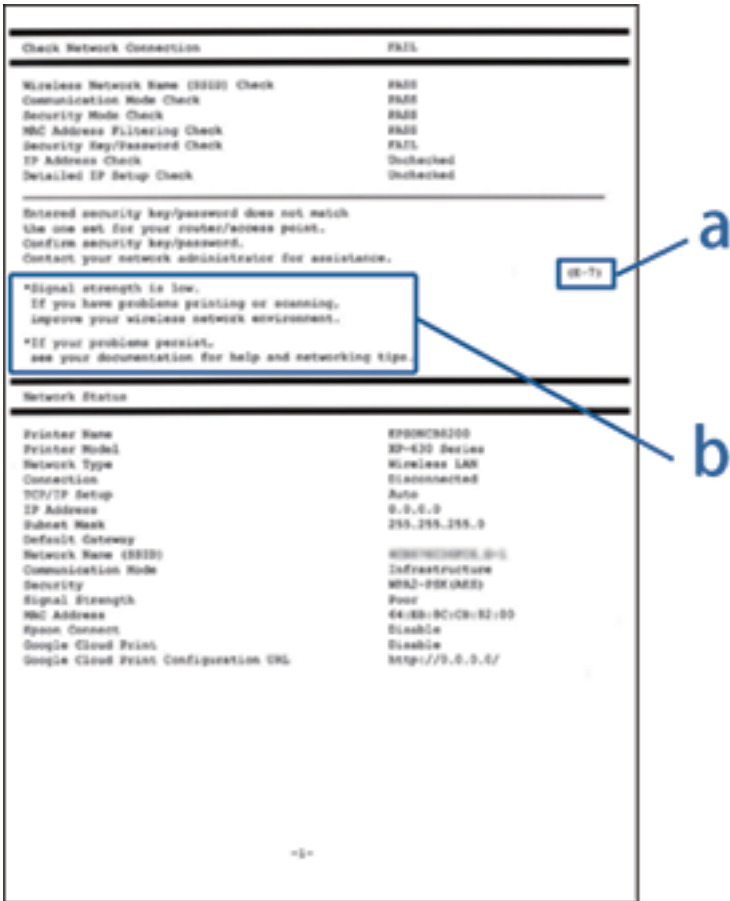 Check Network Connection FAIL
Wireless Network Name (SSID) Check PASS
Communication Mode Check PASS
Security Mode Check PASS
MAC Address Filtering Check PASS
Security Key/Password Check FAIL
IP Address Check Unchecked
Detailed IP Setup Check Unchecked
Entered security key/password does not match
the one set for your router/access point.
Confirm security key/password.
Contact your network administrator for assistance.
(E-7)
a
*Signal strength is low.
If you have problems printing or scanning,
improve your wireless network environment.
*If your problems persist,
see your documentation for help and networking tips.
b
Network Status
Printer Name
Printer Model XP-630 Series
Network Type Wireless LAN
Connection Disconnected
TCP/IP Setup Auto
IP Address 0.0.0.0
Subnet Mask 255.255.255.0
Default Gateway
Network Name (SSID)
Communication Mode Infrastructure
Security WPA2-PSK(AES)
Signal Strength Poor
MAC Address
Epson Connect Disable
Google Cloud Print Disable
Google Cloud Print Configuration URL http://0.0.0.0/
-1-